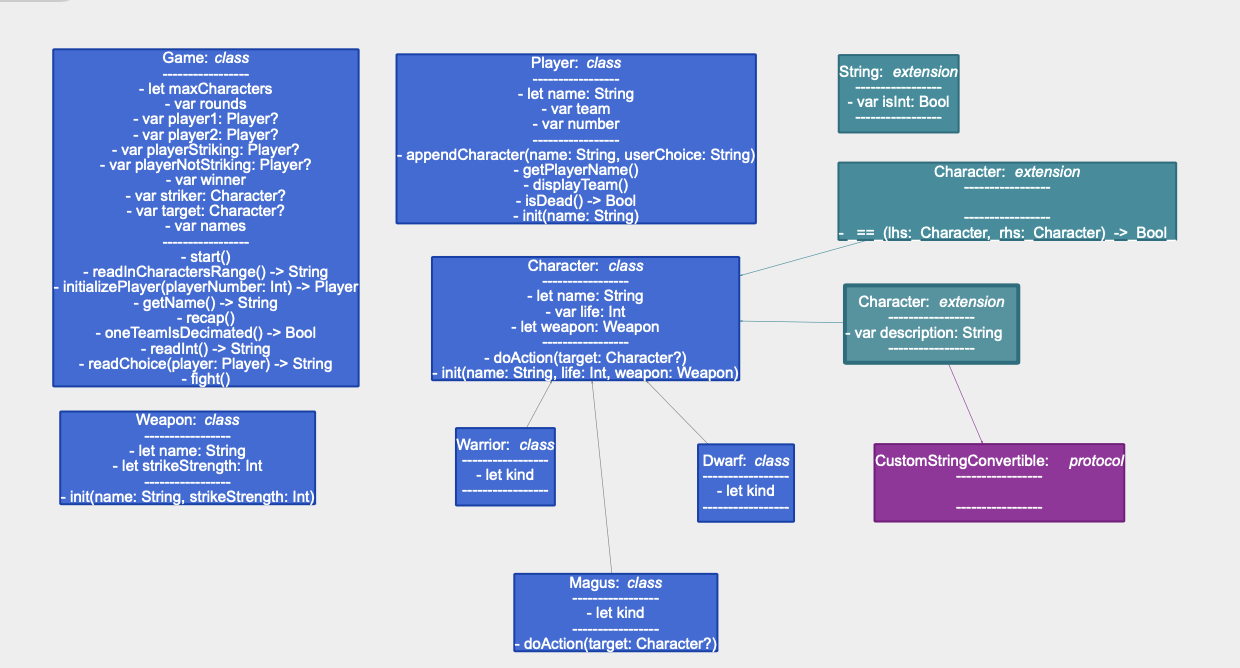 Game: class
-----------------
- let maxCharacters
- var rounds
- var player1: Player?
- var player2: Player?
- var playerStriking: Player?
- var playerNotStriking: Player?
- var winner
- var striker: Character?
- var target: Character?
- var names
-----------------
- start()
- readInCharactersRange() -> String
- initializePlayer(playerNumber: Int) -> Player
- getName() -> String
- recap()
- oneTeamIsDecimated() -> Bool
- readInt() -> String
- readChoice(player: Player) -> String
- fight()
Player: class
-----------------
- let name: String
- var team
- var number
-----------------
- appendCharacter(name: String, userChoice: String)
- getPlayerName()
- displayTeam()
- isDead() -> Bool
- init(name: String)
String: extension
-----------------
- var isInt: Bool
-----------------
Character: extension
-----------------
-----------------
- _ ==_(lhs:_Character,_rhs:_Character)_->_Bool_
Character: class
-----------------
- let name: String
- var life: Int
- let weapon: Weapon
-----------------
- doAction(target: Character?)
- init(name: String, life: Int, weapon: Weapon)
Character: extension
-----------------
- var description: String
-----------------
Weapon: class
-----------------
- let name: String
- let strikeStrength: Int
-----------------
- init(name: String, strikeStrength: Int)
Warrior: class
-----------------
- let kind
-----------------
Dwarf: class
-----------------
- let kind
-----------------
CustomStringConvertible: protocol
-----------------
-----------------
Magus: class
-----------------
- let kind
-----------------
- doAction(target: Character?)